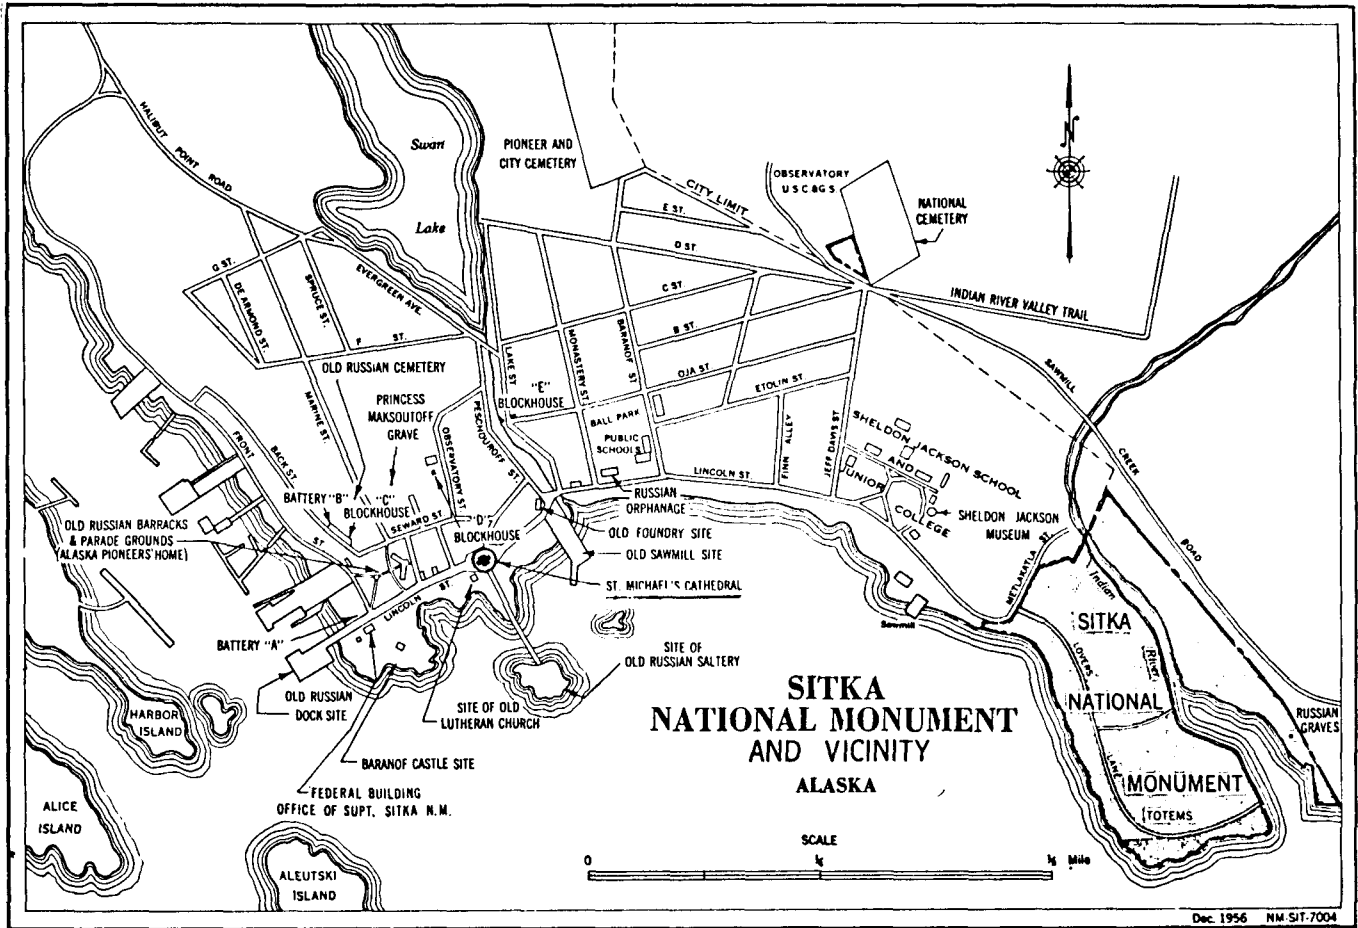 HALIBUT POINT ROAD
Swan
Lake
PIONEER AND
CITY CEMETERY
CITY LIMIT
OBSERVATORY
U.S.C.&G.S.
NATIONAL
CEMETERY
N
E ST.
D ST.
C ST.
B ST.
OJA ST.
ETOLIN ST.
INDIAN RIVER VALLEY TRAIL
SAWMILL CREEK ROAD
G ST.
DE ARMOND ST.
SPRUCE ST.
EVERGREEN AVE.
F ST.
MARINE ST.
LAKE ST.
MONASTERY ST.
BARANOF ST.
OLD RUSSIAN CEMETERY
PRINCESS
MAKSOUTOFF
GRAVE
"E"
BLOCKHOUSE
BALL PARK
PUBLIC
SCHOOLS
FRONT ST.
BACK ST.
OBSERVATORY ST.
PESCHOUROFF ST.
FINN ALLEY
JEFF DAVIS ST.
LINCOLN ST.
SHELDON JACKSON SCHOOL
AND
JUNIOR
COLLEGE
SHELDON JACKSON
MUSEUM
BATTERY "B"
"C"
BLOCKHOUSE
SEWARD ST.
"D"
BLOCKHOUSE
RUSSIAN
ORPHANAGE
OLD FOUNDRY SITE
OLD SAWMILL SITE
ST. MICHAEL'S CATHEDRAL
OLD RUSSIAN BARRACKS
& PARADE GROUNDS
(ALASKA PIONEERS' HOME)
LINCOLN ST.
BATTERY "A"
METLAKATLA ST.
Sawmill
Indian River
LOVERS LANE
SITKA
NATIONAL
MONUMENT
TOTEMS
RUSSIAN
GRAVES
SITE OF
OLD RUSSIAN SALTERY
OLD RUSSIAN
DOCK SITE
SITE OF OLD
LUTHERAN CHURCH
BARANOF CASTLE SITE
FEDERAL BUILDING
OFFICE OF SUPT. SITKA N.M.
HARBOR
ISLAND
ALICE
ISLAND
ALEUTSKI
ISLAND
SITKA
NATIONAL MONUMENT
AND VICINITY
ALASKA
SCALE
0
Mile
Dec. 1956 NM-SIT-7004